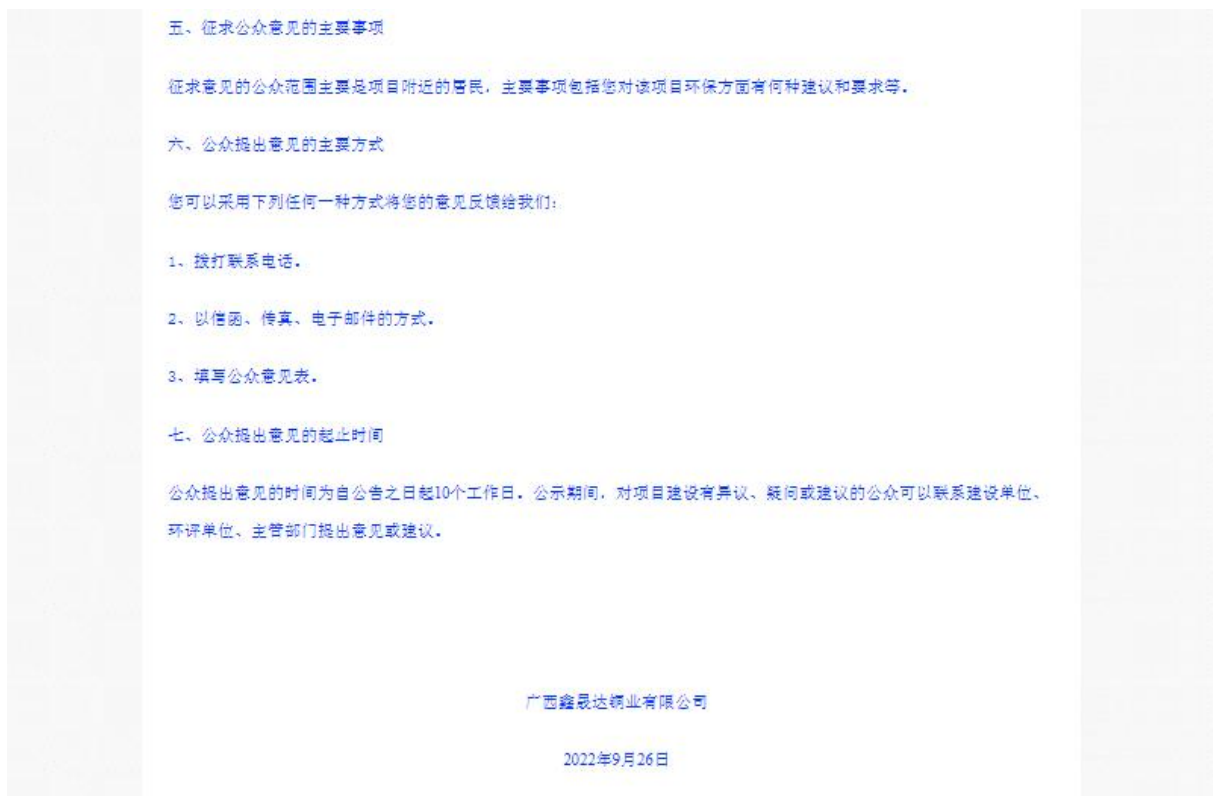 五、征求公众意见的主要事项
征求意见的公众范围主要是项目附近的居民，主要事项包括您对该项目环保方面有何种建议和要求等。
六、公众提出意见的主要方式
您可以采用下列任何一种方式将您的意见反馈给我们：
1、拨打联系电话。
2、以信函、传真、电子邮件的方式。
3、填写公众意见表。
七、公众提出意见的起止时间
公众提出意见的时间为自公告之日起10个工作日。公示期间，对项目建设有异议、疑问或建议的公众可以联系建设单位、
环评单位、主管部门提出意见或建议。
广西鑫晟达铜业有限公司
2022年9月26日